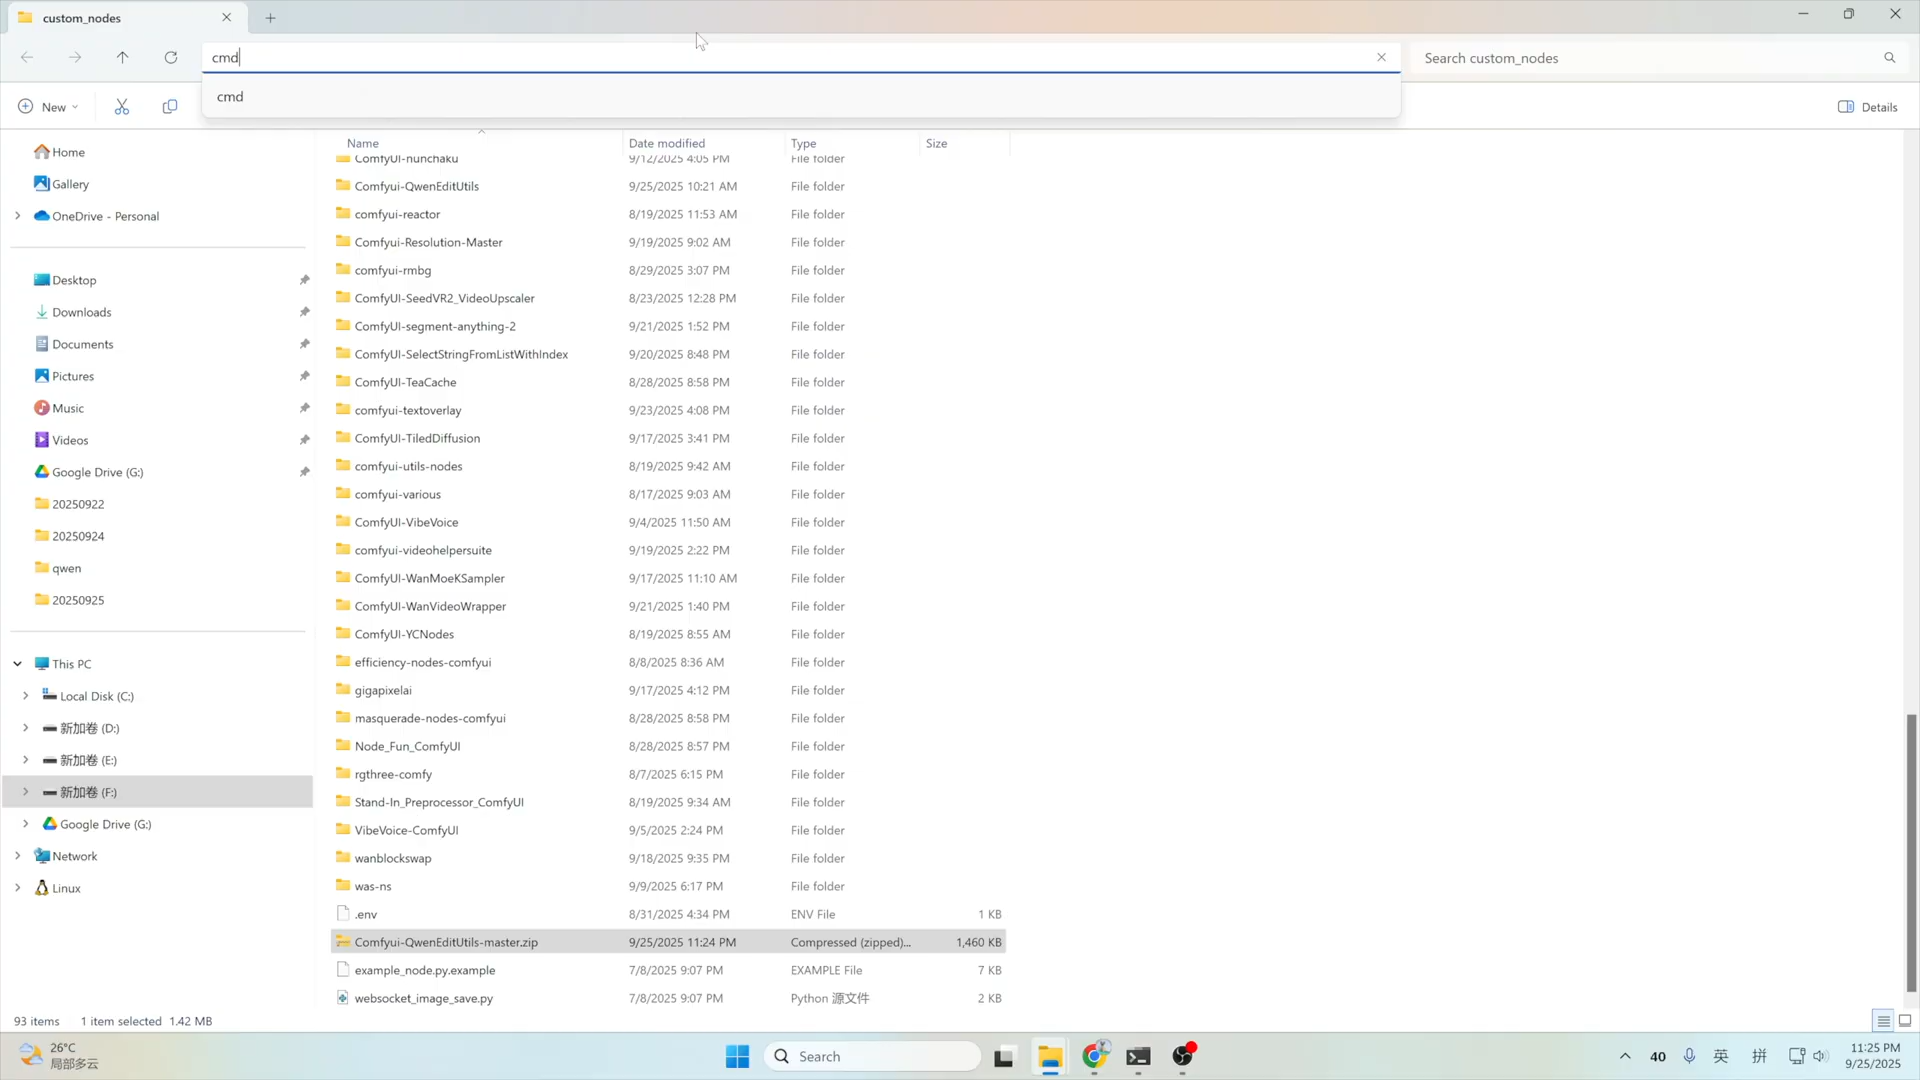 custom_nodes
cmd
Search custom_nodes
cmd
New
Details
Name Date modified Type Size
Home
Gallery
OneDrive - Personal
Desktop
Downloads
Documents
Pictures
Music
Videos
Google Drive (G:)
20250922
20250924
qwen
20250925
This PC
Local Disk (C:)
新加卷 (D:)
新加卷 (E:)
新加卷 (F:)
Google Drive (G:)
Network
Linux
ComfyUI-nunchaku 9/12/2025 4:05 PM File folder
Comfyui-QwenEditUtils 9/25/2025 10:21 AM File folder
comfyui-reactor 8/19/2025 11:53 AM File folder
Comfyui-Resolution-Master 9/19/2025 9:02 AM File folder
comfyui-rmbg 8/29/2025 3:07 PM File folder
ComfyUI-SeedVR2_VideoUpscaler 8/23/2025 12:28 PM File folder
ComfyUI-segment-anything-2 9/21/2025 1:52 PM File folder
ComfyUI-SelectStringFromListWithIndex 9/20/2025 8:48 PM File folder
ComfyUI-TeaCache 8/28/2025 8:58 PM File folder
comfyui-textoverlay 9/23/2025 4:08 PM File folder
ComfyUI-TiledDiffusion 9/17/2025 3:41 PM File folder
comfyui-utils-nodes 8/19/2025 9:42 AM File folder
comfyui-various 8/17/2025 9:03 AM File folder
ComfyUI-VibeVoice 9/4/2025 11:50 AM File folder
comfyui-videohelpersuite 9/19/2025 2:22 PM File folder
ComfyUI-WanMoeKSampler 9/17/2025 11:10 AM File folder
ComfyUI-WanVideoWrapper 9/21/2025 1:40 PM File folder
ComfyUI-YCNodes 8/19/2025 8:55 AM File folder
efficiency-nodes-comfyui 8/8/2025 8:36 AM File folder
gigapixelai 9/17/2025 4:12 PM File folder
masquerade-nodes-comfyui 8/28/2025 8:58 PM File folder
Node_Fun_ComfyUI 8/28/2025 8:57 PM File folder
rgthree-comfy 8/7/2025 6:15 PM File folder
Stand-In_Preprocessor_ComfyUI 8/19/2025 9:34 AM File folder
VibeVoice-ComfyUI 9/5/2025 2:24 PM File folder
wanblockswap 9/18/2025 9:35 PM File folder
was-ns 9/9/2025 6:17 PM File folder
.env 8/31/2025 4:34 PM ENV File 1 KB
Comfyui-QwenEditUtils-master.zip 9/25/2025 11:24 PM Compressed (zipped)... 1,460 KB
example_node.py.example 7/8/2025 9:07 PM EXAMPLE File 7 KB
websocket_image_save.py 7/8/2025 9:07 PM Python 源文件 2 KB
93 items 1 item selected 1.42 MB
26°C
局部多云
Search
40
英
拼
11:25 PM
9/25/2025